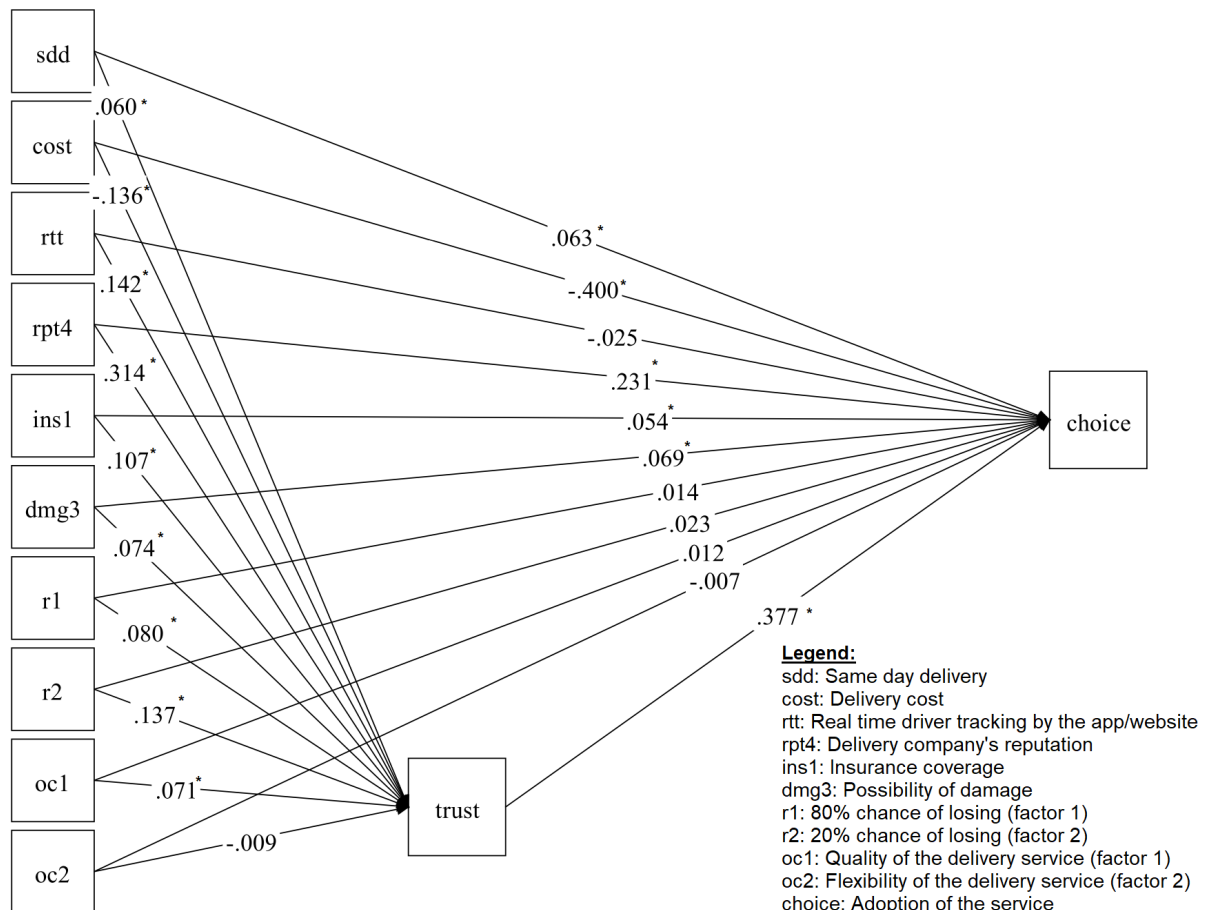 sdd
.060 *
cost
-.136 *
rtt
.142 *
rpt4
.314 *
ins1
.107 *
dmg3
.074 *
r1
.080 *
r2
.137 *
oc1
.071 *
oc2
-.009
.063 *
-.400 *
-.025
.231 *
.054 *
.069 *
.014
.023
.012
-.007
.377 *
choice
trust
Legend:
sdd: Same day delivery
cost: Delivery cost
rtt: Real time driver tracking by the app/website
rpt4: Delivery company's reputation
ins1: Insurance coverage
dmg3: Possibility of damage
r1: 80% chance of losing (factor 1)
r2: 20% chance of losing (factor 2)
oc1: Quality of the delivery service (factor 1)
oc2: Flexibility of the delivery service (factor 2)
choice: Adoption of the service